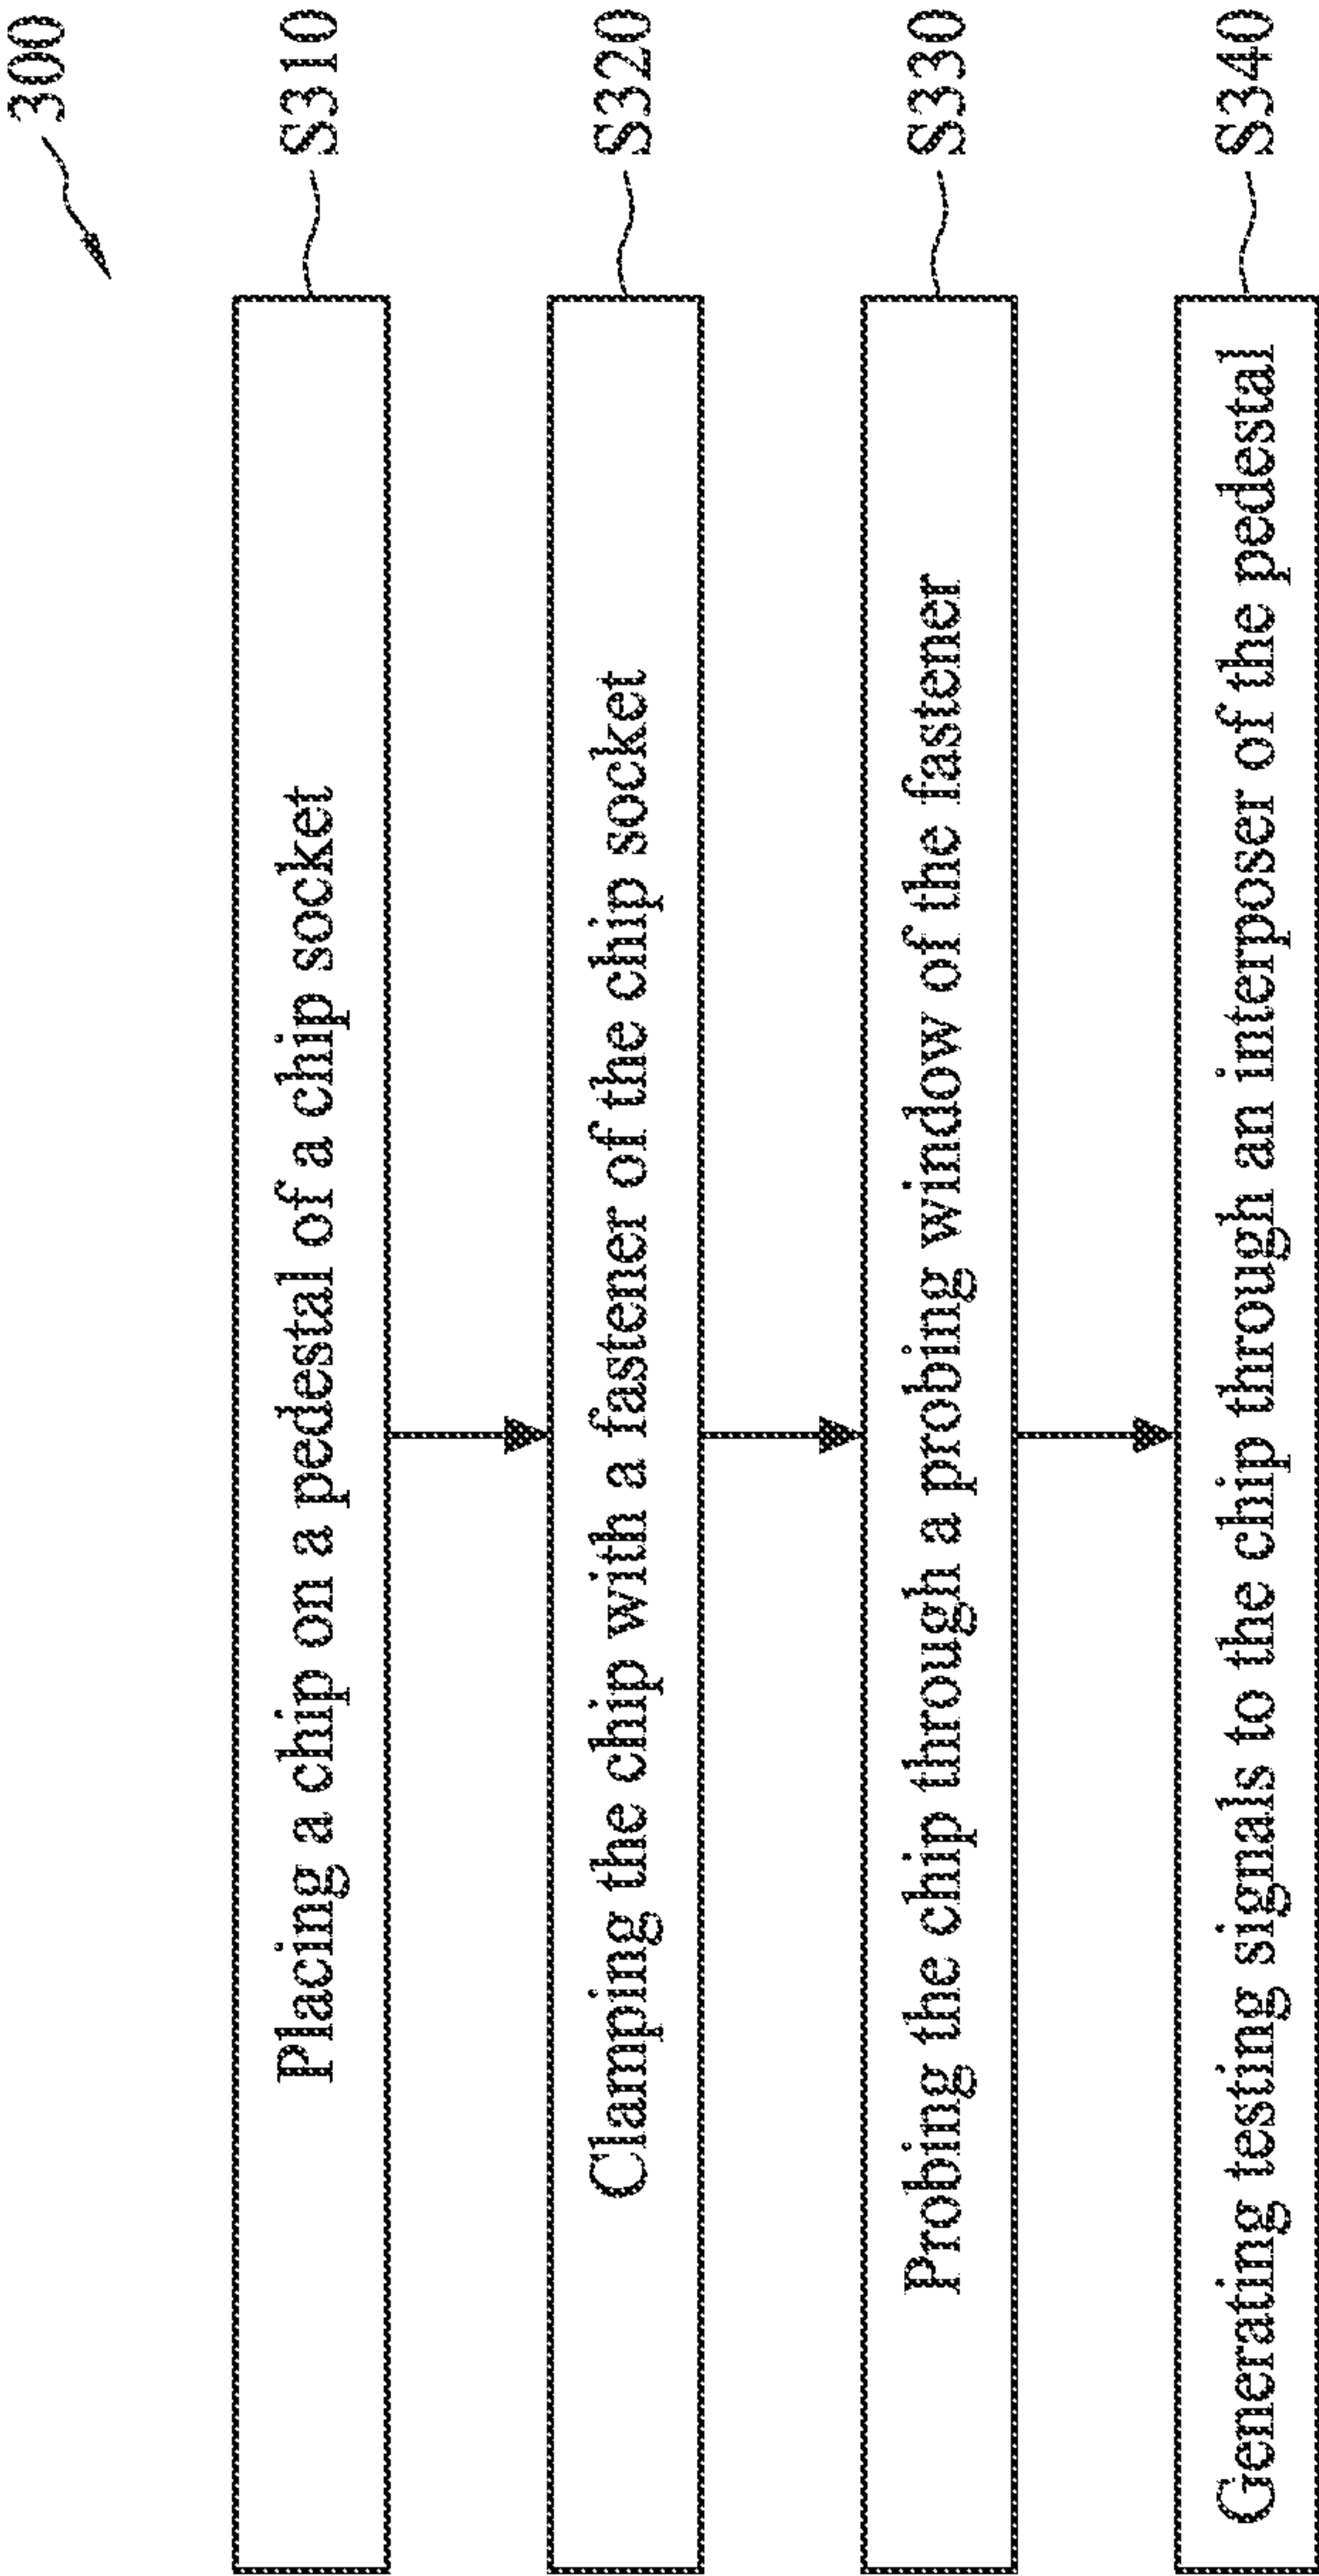 300
Placing a chip on a pedestal of a chip socket
S310
Clamping the chip with a fastener of the chip socket
S320
Probing the chip through a probing window of the fastener
S330
Generating testing signals to the chip through an interposer of the pedestal
S340